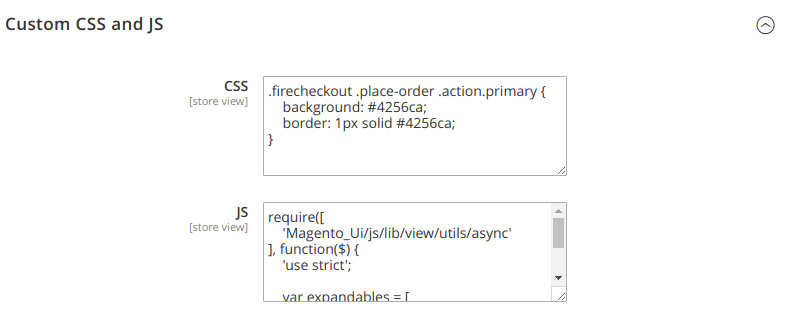 Custom CSS and JS
CSS
[store view]
.firecheckout .place-order .action.primary {
    background: #4256ca;
    border: 1px solid #4256ca;
}
JS
[store view]
require([
    'Magento_Ui/js/lib/view/utils/async'
], function($) {
    'use strict';
    var expandables = [